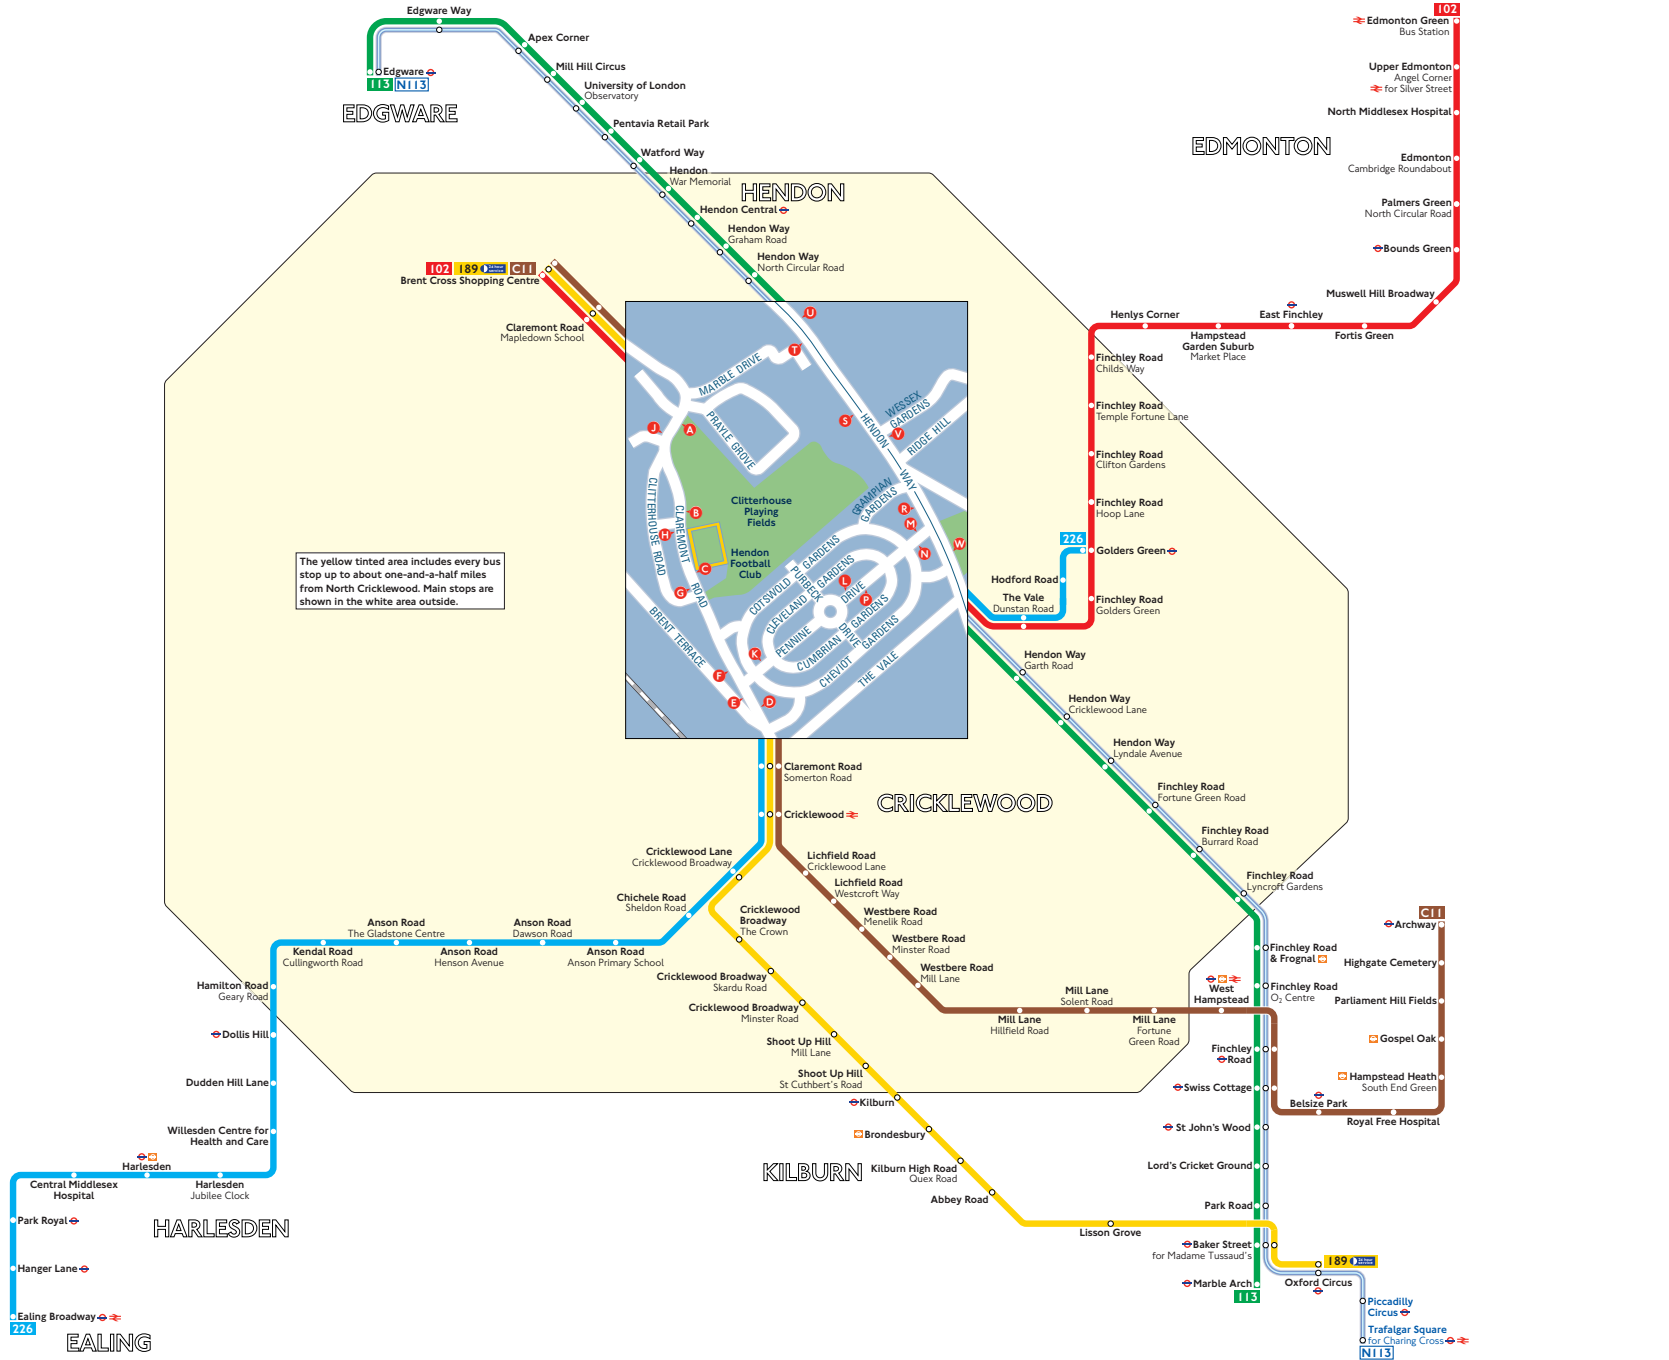 Edgware Way
Apex Corner
Mill Hill Circus
University of London
Observatory
Pentavia Retail Park
Watford Way
Hendon
War Memorial
Hendon Central
Hendon Way
Graham Road
Hendon Way
North Circular Road
Edgware
113 N113
EDGWARE
HENDON
102
Edmonton Green
Bus Station
Upper Edmonton
Angel Corner
for Silver Street
North Middlesex Hospital
EDMONTON
Edmonton
Cambridge Roundabout
Palmers Green
North Circular Road
Bounds Green
Muswell Hill Broadway
Henlys Corner
East Finchley
Hampstead
Garden Suburb
Market Place
Fortis Green
102 189 24 hour service C11
Brent Cross Shopping Centre
Claremont Road
Mapledown School
Finchley Road
Childs Way
Finchley Road
Temple Fortune Lane
Finchley Road
Clifton Gardens
Finchley Road
Hoop Lane
226
Golders Green
Hodford Road
The Vale
Dunstan Road
Finchley Road
Golders Green
U
T
MARBLE DRIVE
PRAYLE GROVE
S
WESSEX
GARDENS
V
RIDGE HILL
HENDON
WAY
J
A
CLITTERHOUSE ROAD
CLAREMONT
ROAD
Clitterhouse
Playing
Fields
GRAMPIAN
GARDENS
B
H
R
M
N
W
Hendon
Football
Club
C
G
COTSWOLD GARDENS
PURBECK
DRIVE
CLEVELAND GARDENS
L
P
PENNINE DRIVE
CUMBRIAN GARDENS
CHEVIOT GARDENS
THE VALE
BRENT TERRACE
K
F
E
D
The yellow tinted area includes every bus
stop up to about one-and-a-half miles
from North Cricklewood. Main stops are
shown in the white area outside.
Hendon Way
Garth Road
Hendon Way
Cricklewood Lane
Hendon Way
Lyndale Avenue
Finchley Road
Fortune Green Road
Finchley Road
Burrard Road
Finchley Road
Lyncroft Gardens
Claremont Road
Somerton Road
CRICKLEWOOD
Cricklewood
Cricklewood Lane
Cricklewood Broadway
Chichele Road
Sheldon Road
Lichfield Road
Cricklewood Lane
Lichfield Road
Westcroft Way
Westbere Road
Menelik Road
Westbere Road
Minster Road
Westbere Road
Mill Lane
Cricklewood
Broadway
The Crown
Cricklewood Broadway
Skardu Road
Cricklewood Broadway
Minster Road
Shoot Up Hill
Mill Lane
Shoot Up Hill
St Cuthbert's Road
Kilburn
Brondesbury
KILBURN
Kilburn High Road
Quex Road
Abbey Road
Lisson Grove
Anson Road
The Gladstone Centre
Anson Road
Dawson Road
Kendal Road
Cullingworth Road
Anson Road
Henson Avenue
Anson Road
Anson Primary School
Hamilton Road
Geary Road
Dollis Hill
Dudden Hill Lane
Willesden Centre for
Health and Care
Harlesden
Central Middlesex
Hospital
Harlesden
Jubilee Clock
Park Royal
HARLESDEN
Hanger Lane
Ealing Broadway
226
EALING
Mill Lane
Hillfield Road
Mill Lane
Solent Road
Mill Lane
Fortune
Green Road
West
Hampstead
Finchley Road
& Frognal
Finchley Road
O2 Centre
Finchley
Road
Swiss Cottage
St John's Wood
Lord's Cricket Ground
Park Road
Baker Street
for Madame Tussaud's
Marble Arch
113
C11
Archway
Highgate Cemetery
Parliament Hill Fields
Gospel Oak
Hampstead Heath
South End Green
Belsize Park
Royal Free Hospital
189 24 hour service
Oxford Circus
Piccadilly
Circus
Trafalgar Square
for Charing Cross
N113